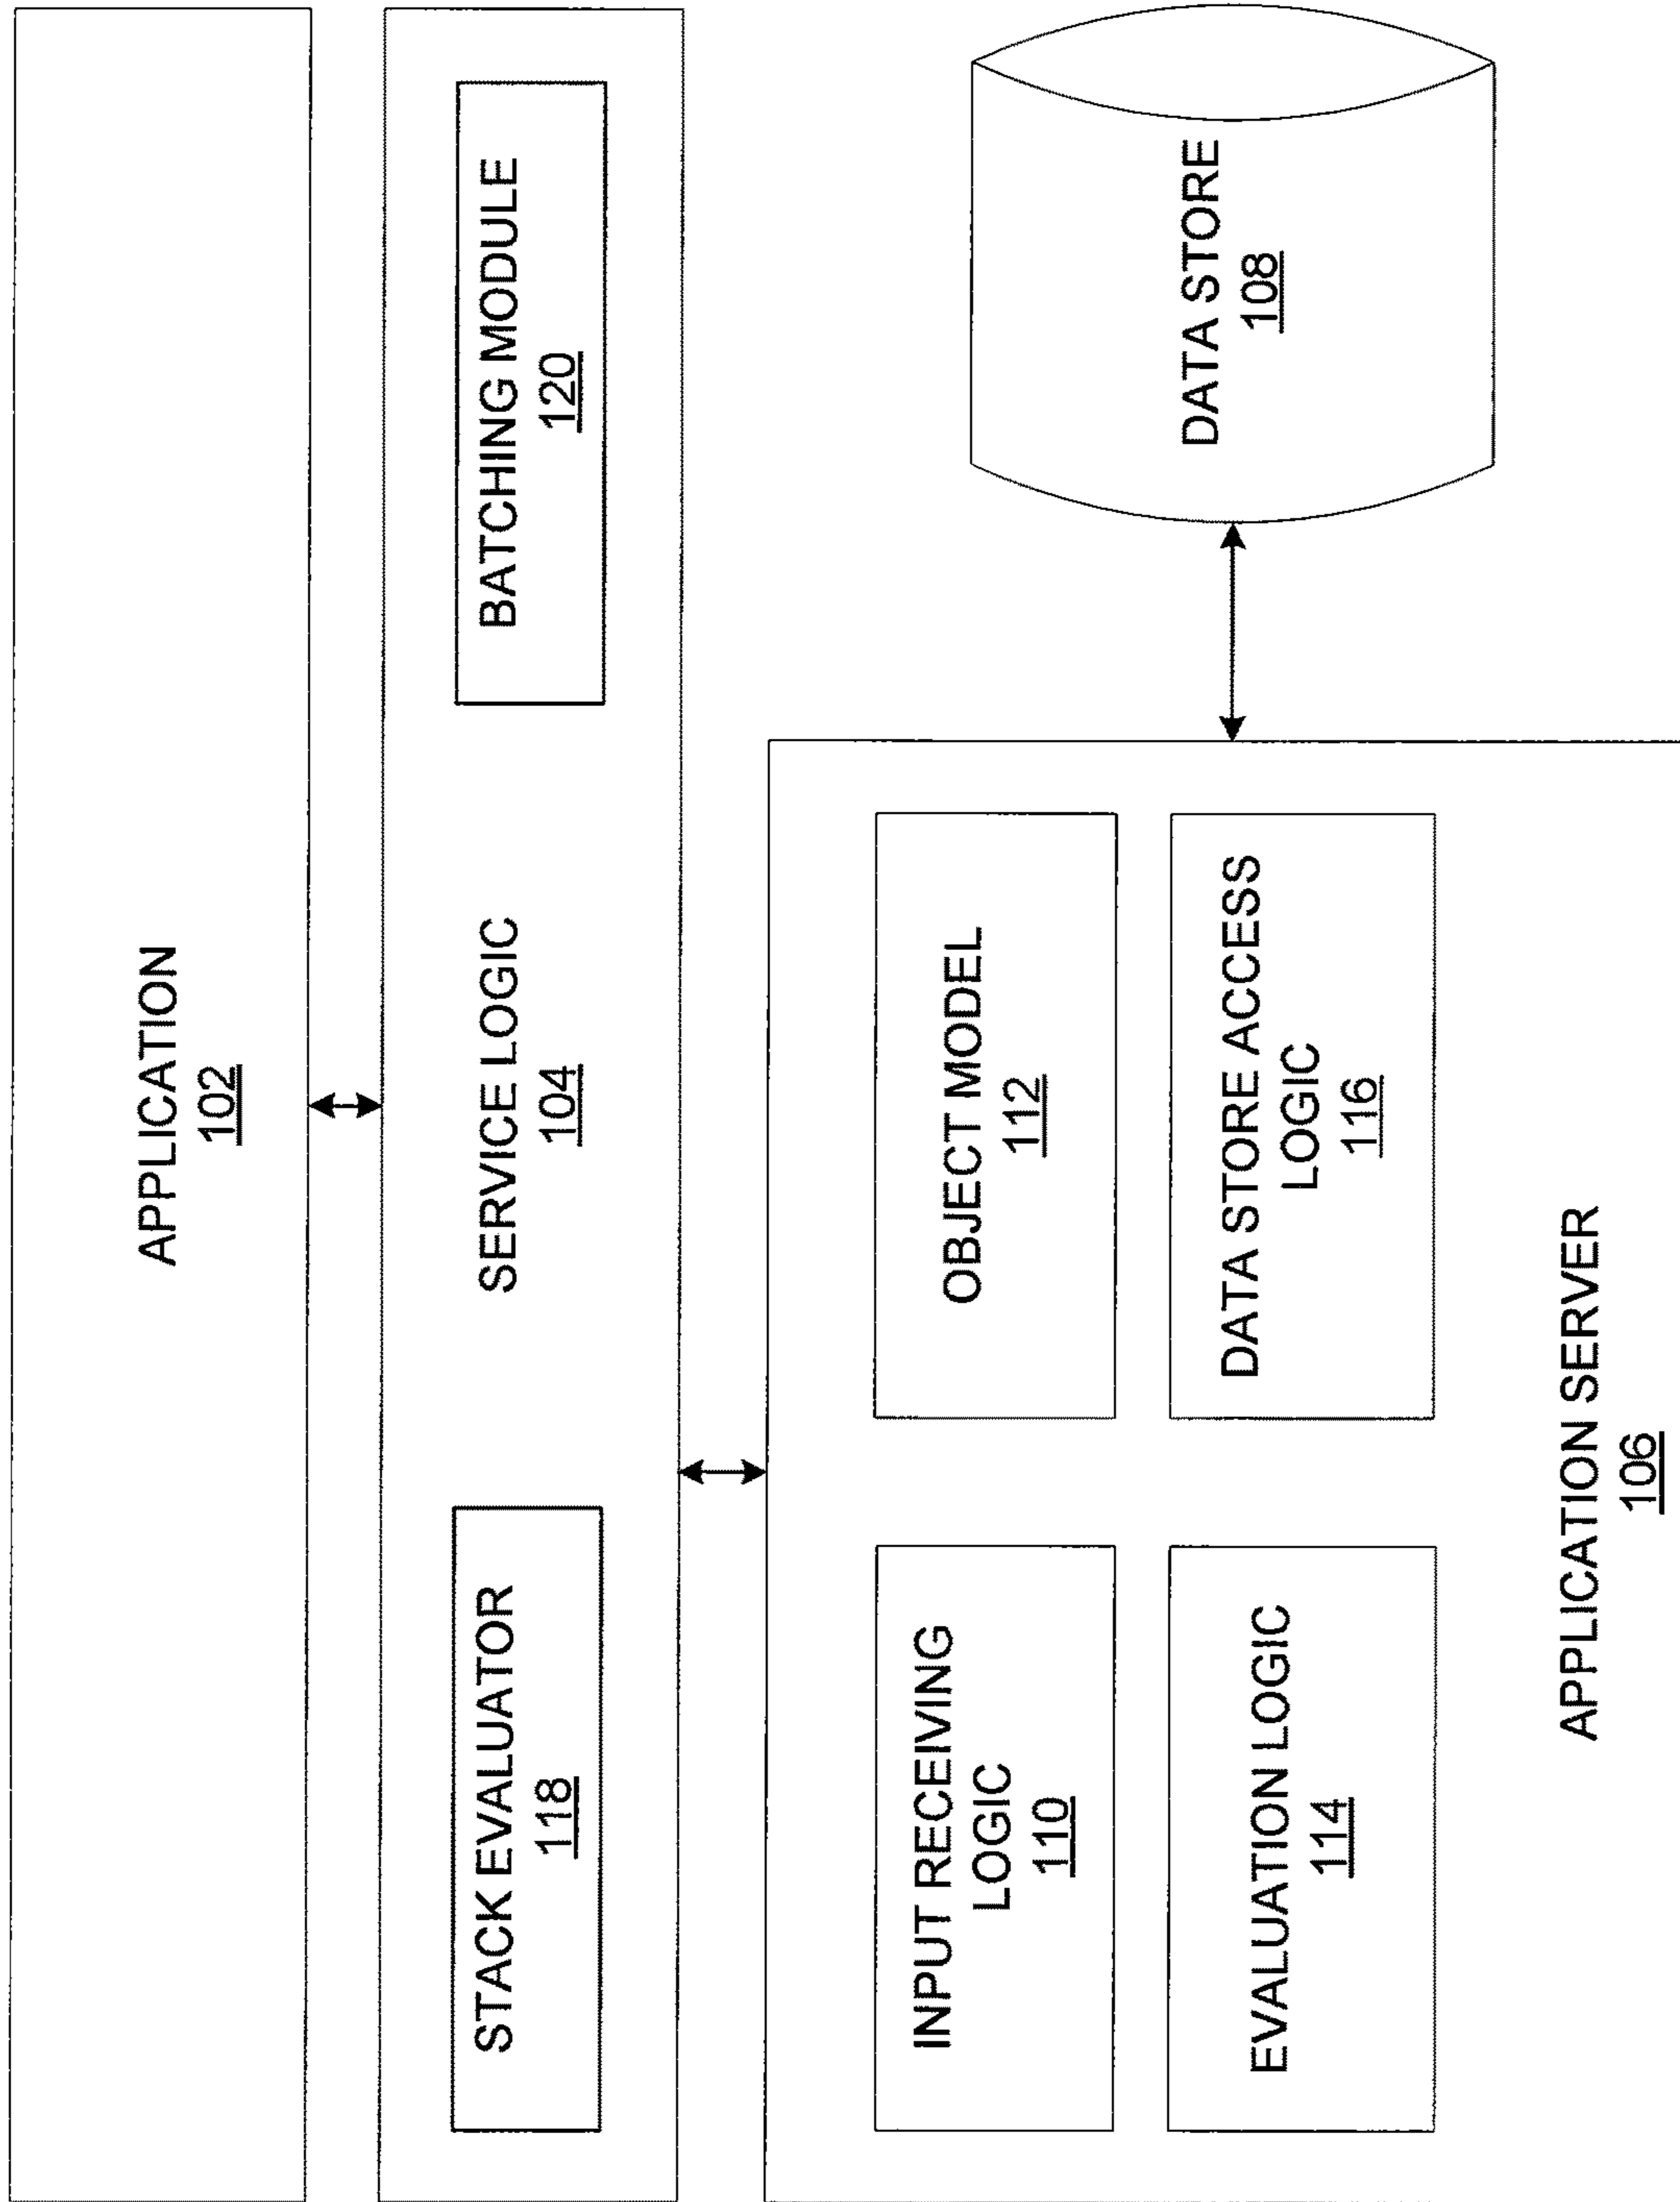 APPLICATION
102
STACK EVALUATOR
118
SERVICE LOGIC
104
BATCHING MODULE
120
INPUT RECEIVING
LOGIC
110
OBJECT MODEL
112
EVALUATION LOGIC
114
DATA STORE ACCESS
LOGIC
116
APPLICATION SERVER
106
DATA STORE
108